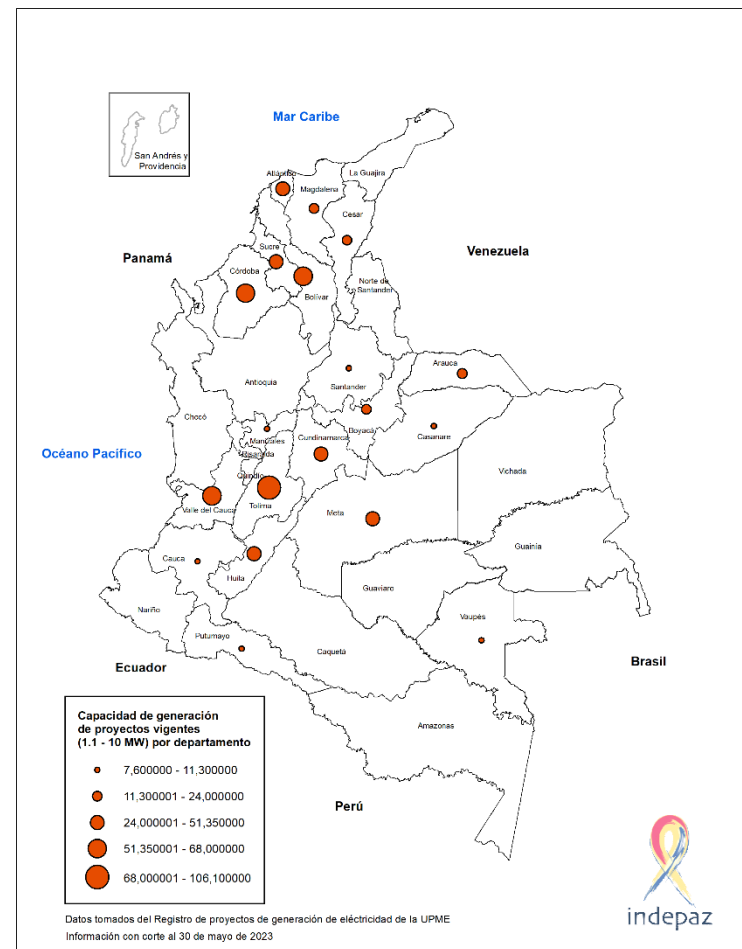 Mar Caribe
San Andrés y
Providencia
La Guajira
Atlántico
Magdalena
Cesar
Panamá
Venezuela
Sucre
Córdoba
Bolívar
Norte de
Santander
Arauca
Santander
Antioquia
Chocó
Boyacá
Casanare
Manizales
Cundinamarca
Risaralda
Océano Pacífico
Vichada
Quindío
Tolima
Valle del Cauca
Meta
Guainía
Cauca
Huila
Guaviare
Nariño
Vaupés
Putumayo
Caquetá
Ecuador
Brasil
Amazonas
Perú
Capacidad de generación
de proyectos vigentes
(1.1 - 10 MW) por departamento
7,600000 - 11,300000
11,300001 - 24,000000
24,000001 - 51,350000
51,350001 - 68,000000
68,000001 - 106,100000
indepaz
Datos tomados del Registro de proyectos de generación de eléctricidad de la UPME
Información con corte al 30 de mayo de 2023